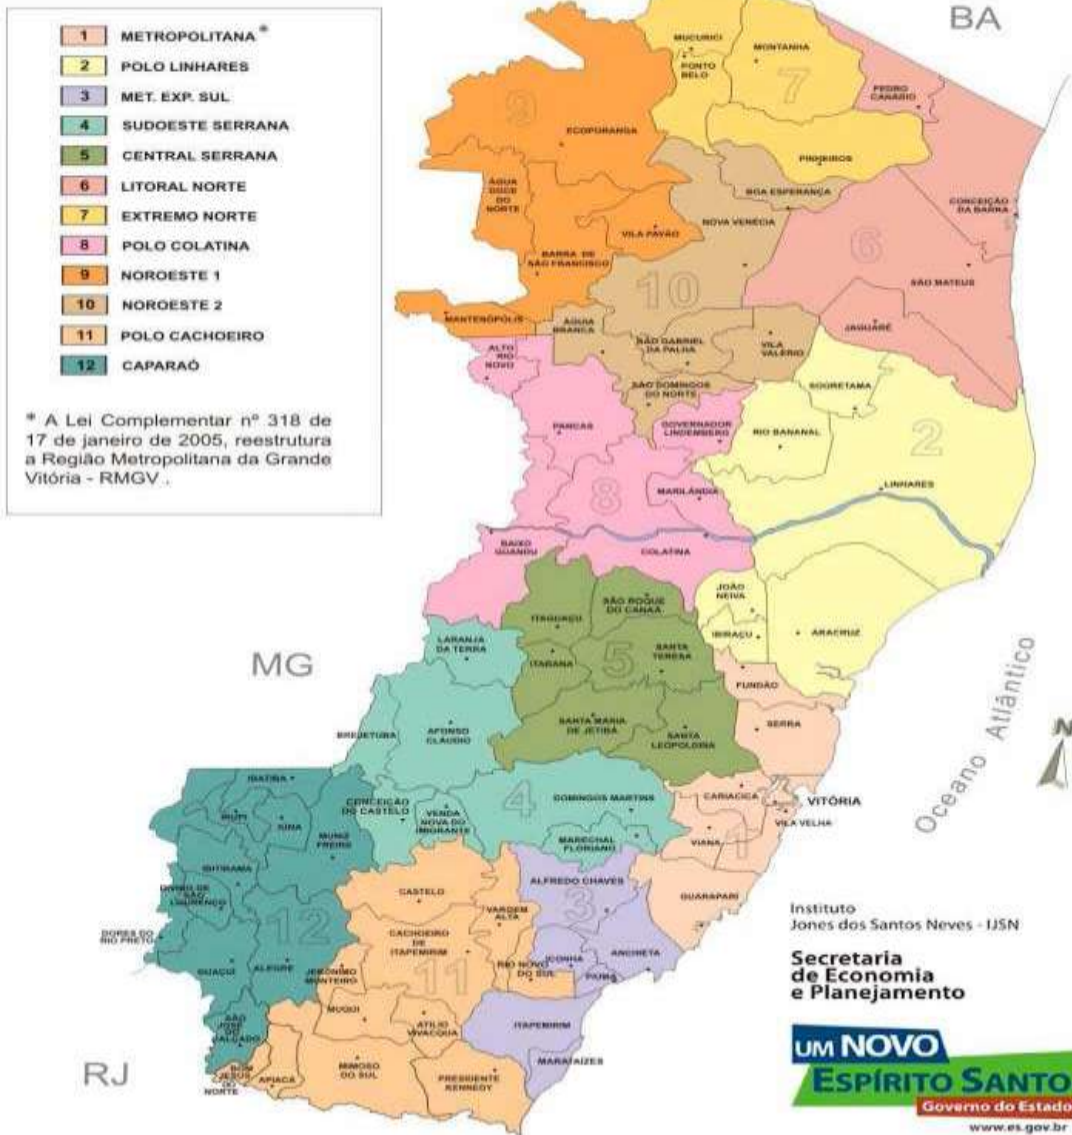 1 METROPOLITANA *
2 POLO LINHARES
3 MET. EXP. SUL
4 SUDOESTE SERRANA
5 CENTRAL SERRANA
6 LITORAL NORTE
7 EXTREMO NORTE
8 POLO COLATINA
9 NOROESTE 1
10 NOROESTE 2
11 POLO CACHOEIRO
12 CAPARAÓ
* A Lei Complementar nº 318 de
17 de janeiro de 2005, reestrutura
a Região Metropolitana da Grande
Vitória - RMGV .
BA
MUCURICI
PONTO
BELO
MONTANHA
7
PEDRO
CANÁRIO
9
ECOPORANGA
PINHEIROS
ÁGUA
DOCE
DO
NORTE
BOA ESPERANÇA
CONCEIÇÃO
DA BARRA
NOVA VENÉCIA
VILA PAVÃO
6
BARRA DE
SÃO FRANCISCO
10
SÃO MATEUS
MANTENÓPOLIS
ÁGUIA
BRANCA
JAGUARÉ
SÃO GABRIEL
DA PALHA
VILA
VALÉRIO
ALTO
RIO
NOVO
SÃO DOMINGOS
DO NORTE
SOORETAMA
PANCAS
GOVERNADOR
LINDEMBERG
RIO BANANAL
2
8
MARILÂNDIA
LINHARES
BAIXO
GUANDU
COLATINA
JOÃO
NEIVA
SÃO ROQUE
DO CANAÃ
ITAGUAÇU
IBIRAÇU
ARACRUZ
LARANJA
DA TERRA
ITARANA
5
SANTA
TERESA
MG
FUNDÃO
Oceano Atlântico
SANTA MARIA
DE JETIBÁ
SERRA
BREJETUBA
AFONSO
CLAUDIO
SANTA
LEOPOLDINA
N
IBATIBA
CONCEIÇÃO
DO CASTELO
VENDA
NOVA DO
IMIGRANTE
4
DOMINGOS MARTINS
CARIACICA
VITÓRIA
VILA VELHA
IRUPI
IUNA
MUNIZ
FREIRE
MARECHAL
FLORIANO
VIANA
1
IBITIRAMA
ALFREDO CHAVES
3
CASTELO
GUARAPARI
DIVINO DE
SÃO
LOURENÇO
VARGEM
ALTA
12
DORES DO
RIO PRETO
CACHOEIRO
DE
ITAPEMIRIM
ANCHIETA
ICONHA
GUAÇUÍ
ALEGRE
JERÔNIMO
MONTEIRO
11
RIO NOVO
DO SUL
PIUMA
MUQUI
ATILIO
VIVACQUA
ITAPEMIRIM
SÃO
JOSÉ
DO
CALÇADO
RJ
BOM
JESUS
DO
NORTE
APIACA
MIMOSO
DO SUL
PRESIDENTE
KENNEDY
MARATAÍZES
Instituto
Jones dos Santos Neves - IJSN
Secretaria
de Economia
e Planejamento
UM NOVO
ESPÍRITO SANTO
Governo do Estado
www.es.gov.br